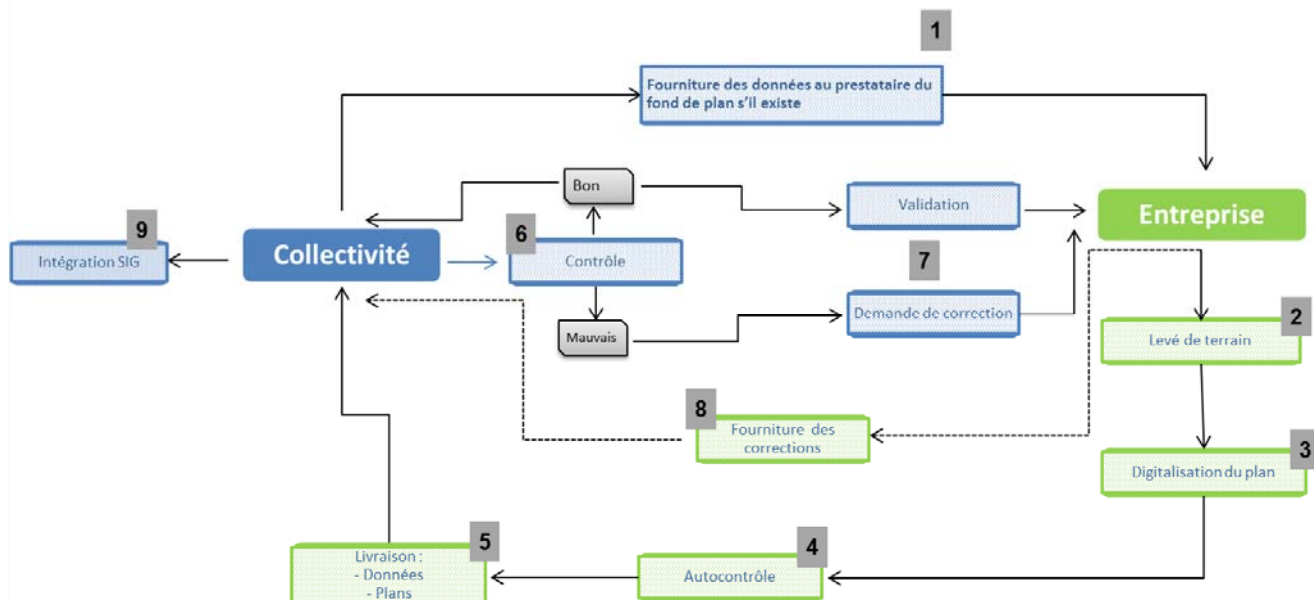 1
Fourniture des données au prestataire du
fond de plan s'il existe
Bon
Validation
Entreprise
9
Intégration SIG
Collectivité
6
Contrôle
7
Demande de correction
Mauvais
2
Levé de terrain
8
Fourniture des
corrections
3
Digitalisation du plan
5
Livraison :
- Données
- Plans
4
Autocontrôle